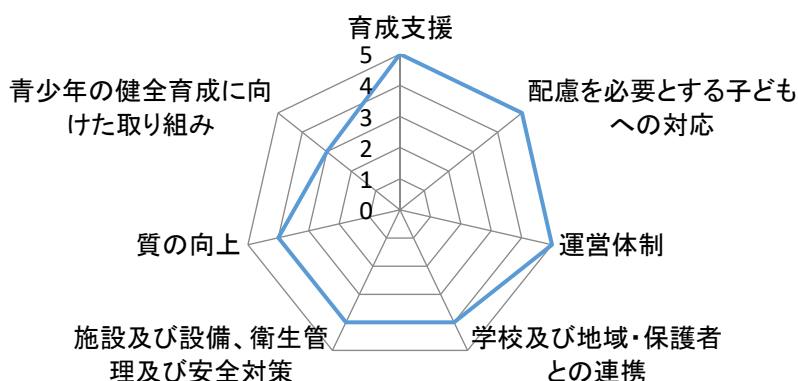 育成支援
配慮を必要とする子ども
への対応
運営体制
学校及び地域・保護者
との連携
施設及び設備、衛生管
理及び安全対策
質の向上
青少年の健全育成に向
けた取り組み
5
4
3
2
1
0